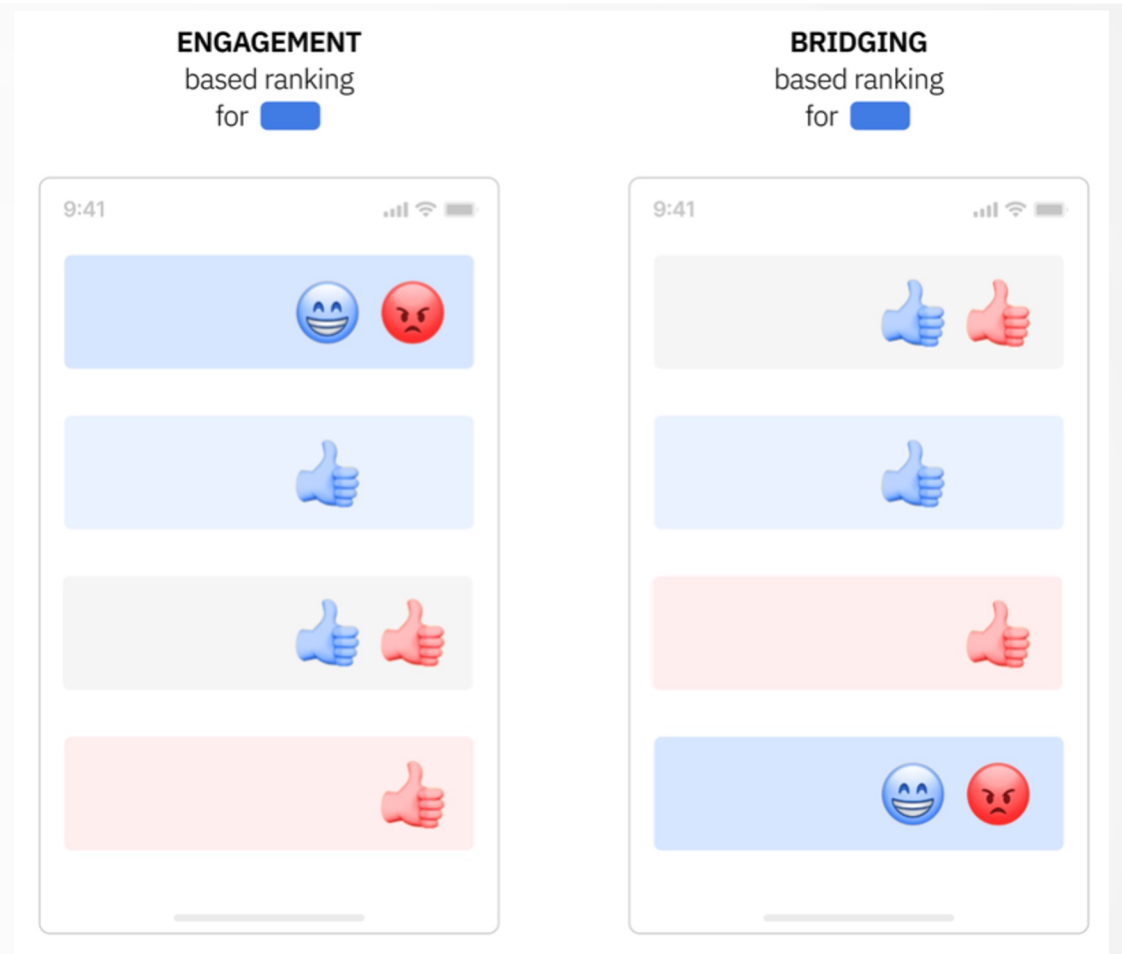 ENGAGEMENT
based ranking
for
9:41
BRIDGING
based ranking
for
9:41